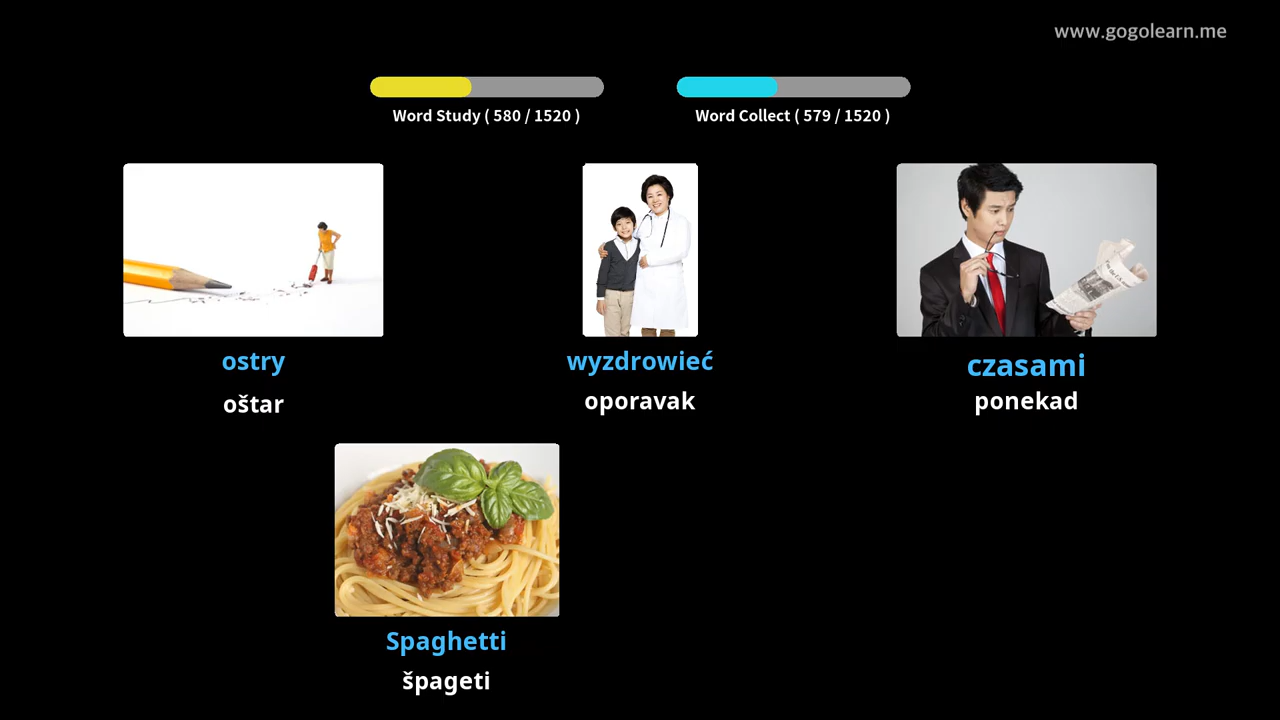 www.gogolearn.me
Word Study ( 580 / 1520 )
Word Collect ( 579 / 1520 )
ostry
wyzdrowieć
czasami
oštar
oporavak
ponekad
Spaghetti
špageti